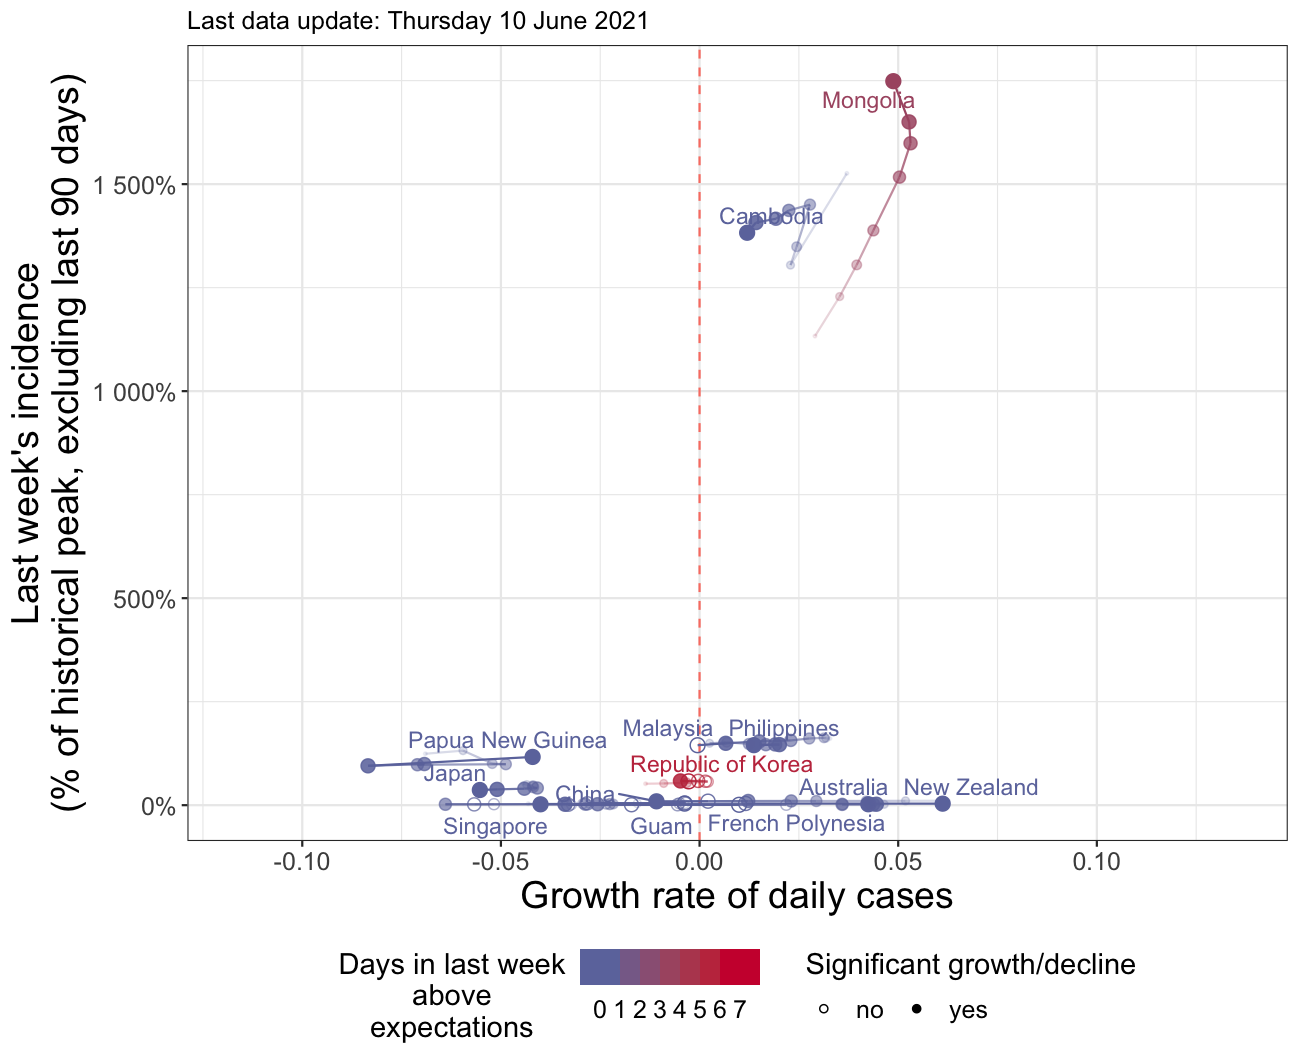 Last data update: Thursday 10 June 2021
Last week's incidence
(% of historical peak, excluding last 90 days)
1 500%
1 000%
500%
0%
Mongolia
Cambodia
Malaysia
Philippines
Papua New Guinea
Republic of Korea
Japan
China
Australia
New Zealand
Singapore
Guam
French Polynesia
-0.10
-0.05
0.00
0.05
0.10
Growth rate of daily cases
Days in last week
above
expectations
0 1 2 3 4 5 6 7
Significant growth/decline
no
yes